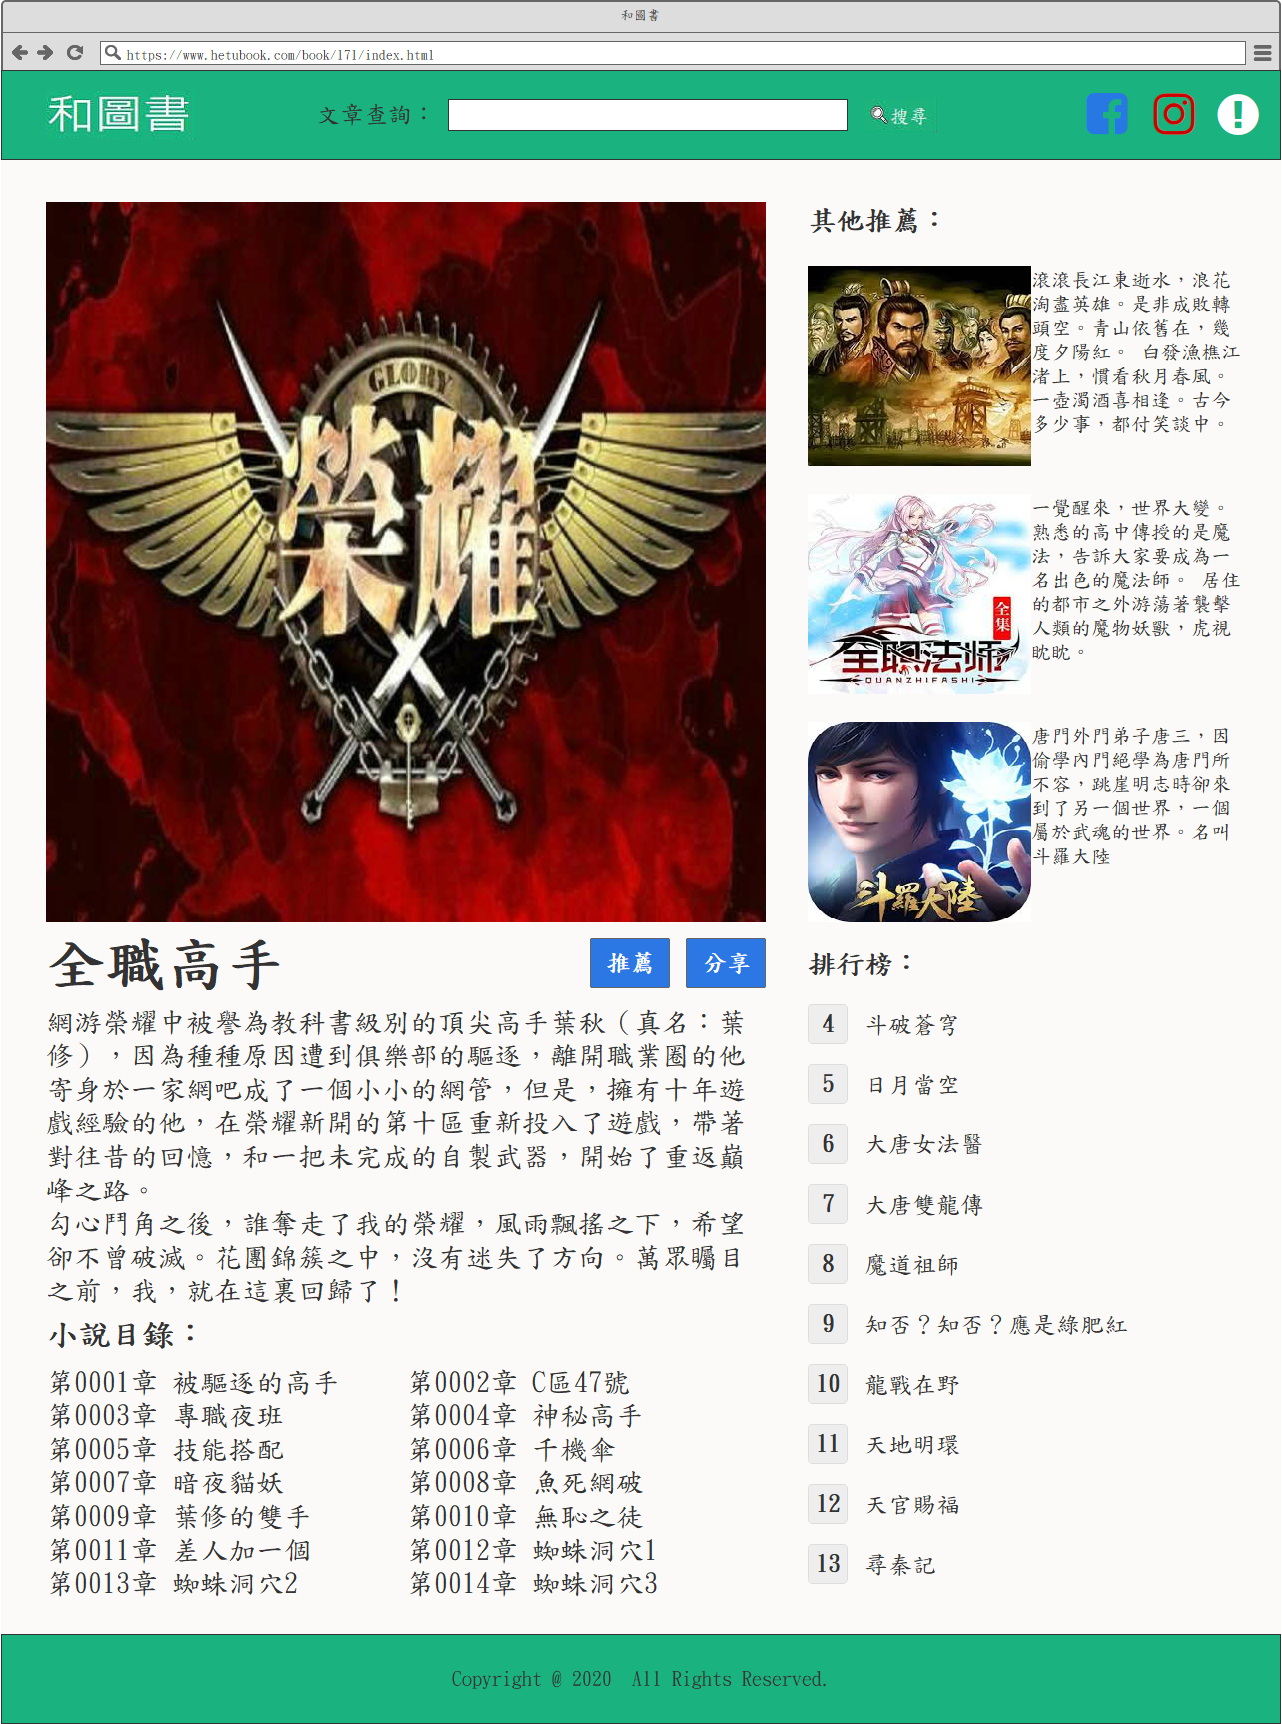 和圖書
https://www.hetubook.com/book/171/index.html
和圖書
文章查詢：
搜尋
GLORY
榮耀
全職高手
推薦
分享
網游榮耀中被譽為教科書級別的頂尖高手葉秋（真名：葉
修），因為種種原因遭到俱樂部的驅逐，離開職業圈的他
寄身於一家網吧成了一個小小的網管，但是，擁有十年遊
戲經驗的他，在榮耀新開的第十區重新投入了遊戲，帶著
對往昔的回憶，和一把未完成的自製武器，開始了重返巔
峰之路。
勾心鬥角之後，誰奪走了我的榮耀，風雨飄搖之下，希望
卻不曾破滅。花團錦簇之中，沒有迷失了方向。萬眾矚目
之前，我，就在這裏回歸了！
小說目錄：
第0001章 被驅逐的高手
第0002章 C區47號
第0003章 專職夜班
第0004章 神秘高手
第0005章 技能搭配
第0006章 千機傘
第0007章 暗夜貓妖
第0008章 魚死網破
第0009章 葉修的雙手
第0010章 無恥之徒
第0011章 差人加一個
第0012章 蜘蛛洞穴1
第0013章 蜘蛛洞穴2
第0014章 蜘蛛洞穴3
其他推薦：
滾滾長江東逝水，浪花
淘盡英雄。是非成敗轉
頭空。青山依舊在，幾
度夕陽紅。 白發漁樵江
渚上，慣看秋月春風。
一壺濁酒喜相逢。古今
多少事，都付笑談中。
全集
全职法师
QUANZHIFASHI
一覺醒來，世界大變。
熟悉的高中傳授的是魔
法，告訴大家要成為一
名出色的魔法師。 居住
的都市之外游蕩著襲擊
人類的魔物妖獸，虎視
眈眈。
斗羅大陸
唐門外門弟子唐三，因
偷學內門絕學為唐門所
不容，跳崖明志時卻來
到了另一個世界，一個
屬於武魂的世界。名叫
斗羅大陸
排行榜：
4 斗破蒼穹
5 日月當空
6 大唐女法醫
7 大唐雙龍傳
8 魔道祖師
9 知否？知否？應是綠肥紅
10 龍戰在野
11 天地明環
12 天官賜福
13 尋秦記
Copyright @ 2020  All Rights Reserved.